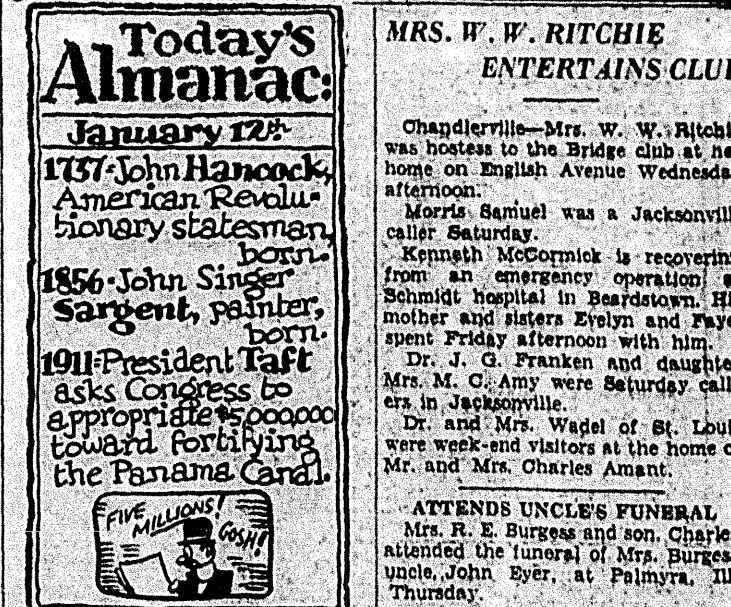 Today's
Almanac:
January 12th
1737-John Hancock,
American Revolu-
tionary statesman,
born.
1856-John Singer
Sargent, painter,
born.
1911-President Taft
asks Congress to
appropriate $5,000,000
toward fortifying
the Panama Canal.
FIVE
MILLIONS!
GOSH!
MRS. W. W. RITCHIE
ENTERTAINS CLU
Chandlerville—Mrs. W. W. Ritchi
was hostess to the Bridge club at he
home on English Avenue Wednesda
afternoon.
Morris Samuel was a Jacksonvill
caller Saturday.
Kenneth McCormick is recoverin
from an emergency operation
Schmidt hospital in Beardstown. Hi
mother and sisters Evelyn and Faye
spent Friday afternoon with him.
Dr. J. G. Franken and daughte
Mrs. M. C. Amy were Saturday call
ers in Jacksonville.
Dr. and Mrs. Wadel of St. Loui
were week-end visitors at the home o
Mr. and Mrs. Charles Amant.
ATTENDS UNCLE'S FUNERAL
Mrs. R. E. Burgess and son, Charle
attended the funeral of Mrs. Burges
uncle, John Eyer, at Palmyra, Ill
Thursday.